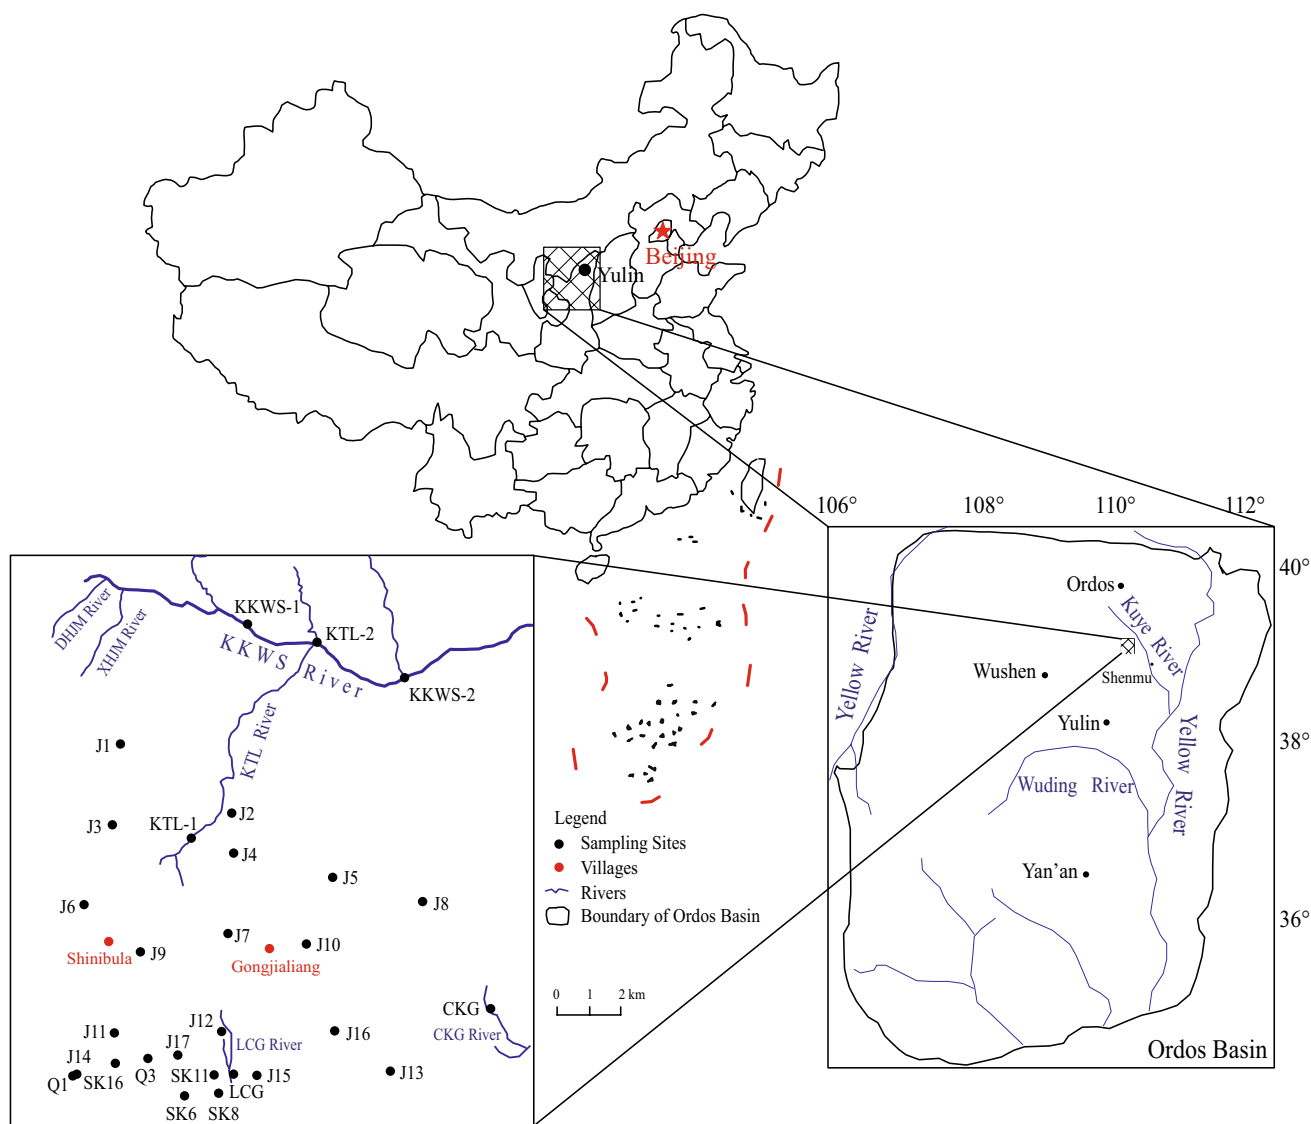 Beijing
Yulin
106°
108°
110°
112°
40°
38°
36°
Ordos
Kuye River
Yellow River
Wushen
Shenmu
Yulin
Yellow River
Wuding River
Yan'an
Ordos Basin
DHJM River
XHJM River
KKWS-1
KTL-2
KKWS River
KKWS-2
KTL River
J1
J2
J3
KTL-1
J4
J5
J6
J8
J7
J10
Shinibula
J9
Gongjialiang
CKG
CKG River
J11
J12
J16
J17
LCG River
J14
Q1
SK16
Q3
SK11
LCG
J15
J13
SK6
SK8
Legend
Sampling Sites
Villages
Rivers
Boundary of Ordos Basin
0 1 2 km